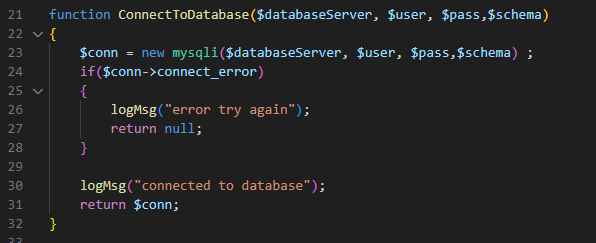 21 function ConnectToDatabase($databaseServer, $user, $pass,$schema)
22 {
23     $conn = new mysqli($databaseServer, $user, $pass,$schema) ;
24     if($conn->connect_error)
25     {
26         logMsg("error try again");
27         return null;
28     }
29
30     logMsg("connected to database");
31     return $conn;
32 }